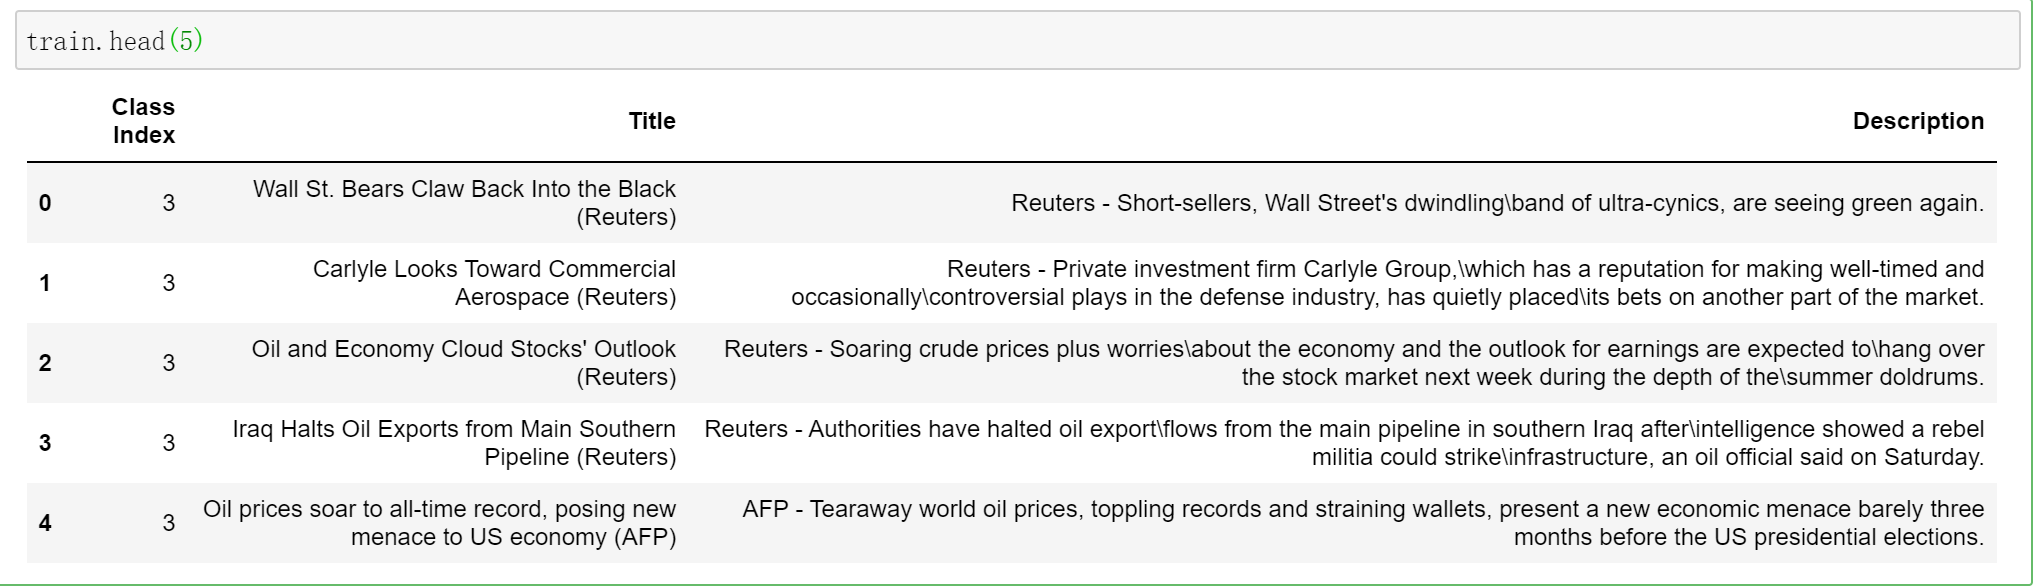 train.head(5)
Class
Index
Title
Description
0
3
Wall St. Bears Claw Back Into the Black
(Reuters)
Reuters - Short-sellers, Wall Street's dwindling\band of ultra-cynics, are seeing green again.
1
3
Carlyle Looks Toward Commercial
Aerospace (Reuters)
Reuters - Private investment firm Carlyle Group,\which has a reputation for making well-timed and
occasionally\controversial plays in the defense industry, has quietly placed\its bets on another part of the market.
2
3
Oil and Economy Cloud Stocks' Outlook
(Reuters)
Reuters - Soaring crude prices plus worries\about the economy and the outlook for earnings are expected to\hang over
the stock market next week during the depth of the\summer doldrums.
3
3
Iraq Halts Oil Exports from Main Southern
Pipeline (Reuters)
Reuters - Authorities have halted oil export\flows from the main pipeline in southern Iraq after\intelligence showed a rebel
militia could strike\infrastructure, an oil official said on Saturday.
4
3
Oil prices soar to all-time record, posing new
menace to US economy (AFP)
AFP - Tearaway world oil prices, toppling records and straining wallets, present a new economic menace barely three
months before the US presidential elections.